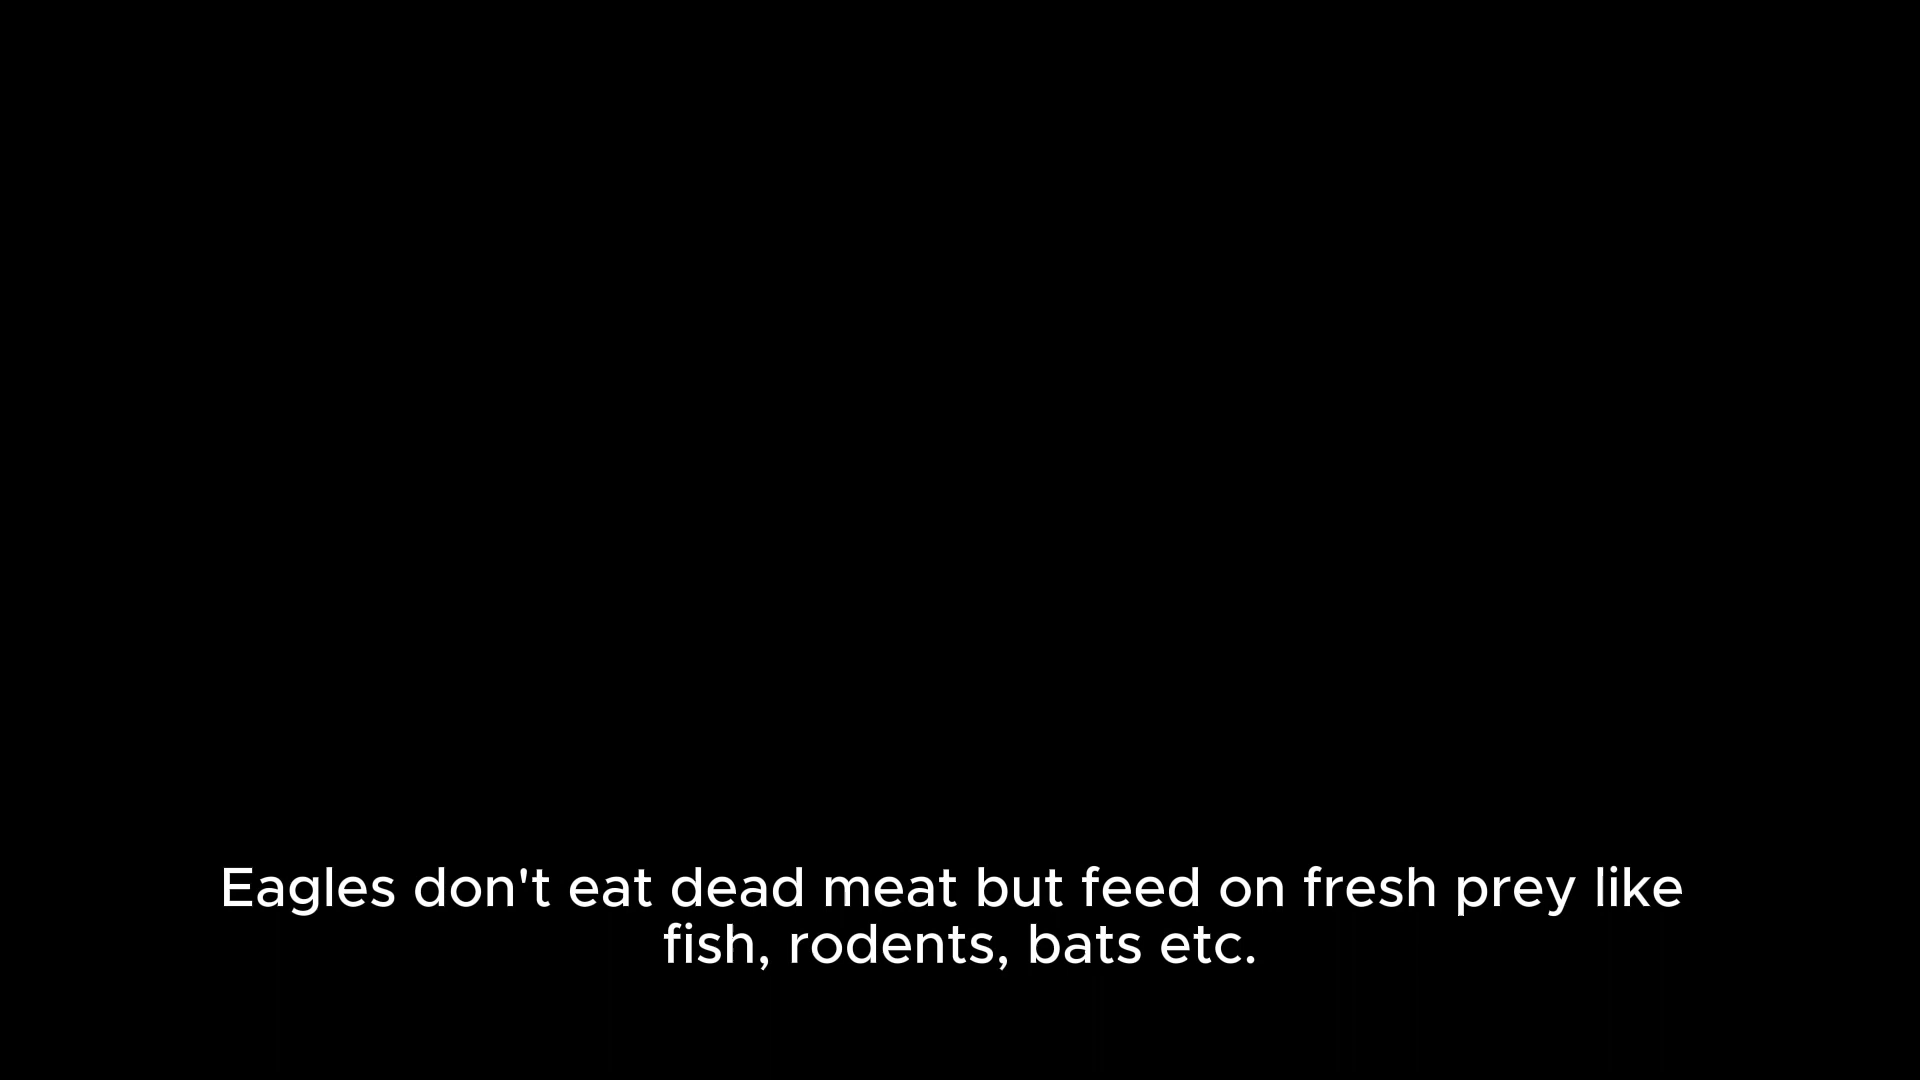 Eagles don't eat dead meat but feed on fresh prey like
fish, rodents, bats etc.